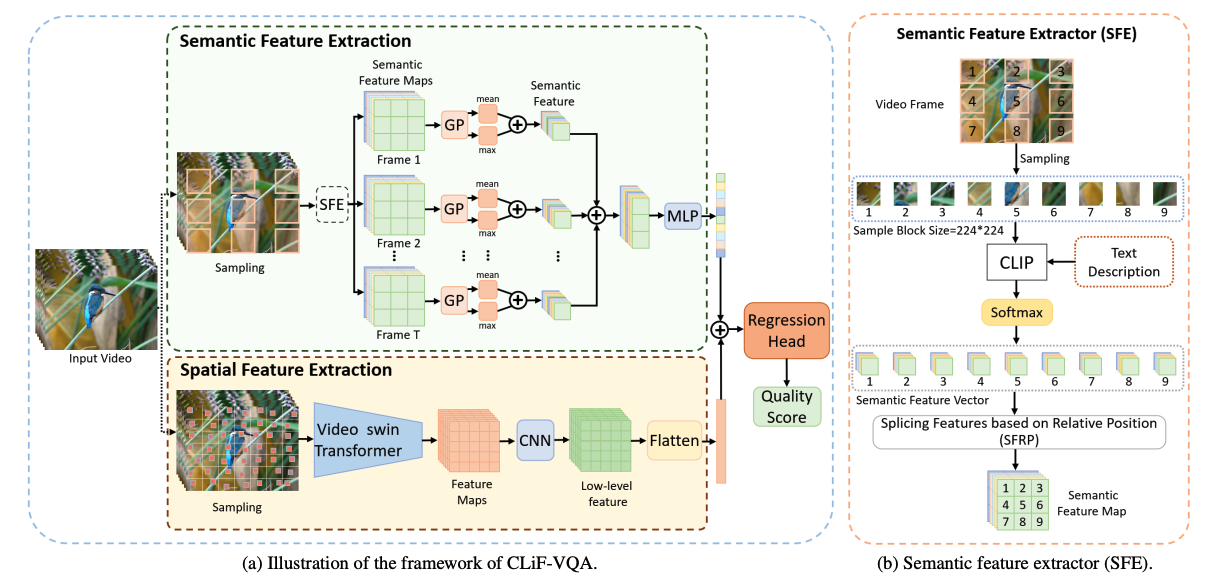 Semantic Feature Extraction
Semantic
Feature Maps
Semantic
Feature
mean
GP
max
Frame 1
mean
GP
max
Frame 2
mean
GP
max
Frame T
Sampling
SFE
MLP
Input Video
Regression
Head
Quality
Score
Spatial Feature Extraction
Sampling
Video swin
Transformer
Feature
Maps
CNN
Low-level
feature
Flatten
(a) Illustration of the framework of CLiF-VQA.
Semantic Feature Extractor (SFE)
Video Frame
1 2 3
4 5 6
7 8 9
Sampling
1 2 3 4 5 6 7 8 9
Sample Block Size=224*224
CLIP
Text
Description
Softmax
1 2 3 4 5 6 7 8 9
Semantic Feature Vector
Splicing Features based on Relative Position
(SFRP)
1 2 3
4 5 6
7 8 9
Semantic
Feature Map
(b) Semantic feature extractor (SFE).